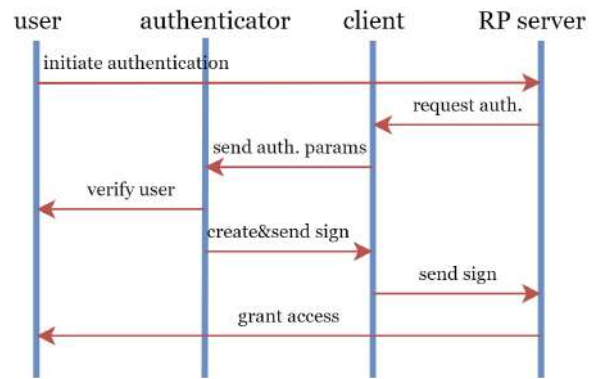 user authenticator client RP server
initiate authentication
request auth.
send auth. params
verify user
create&send sign
send sign
grant access